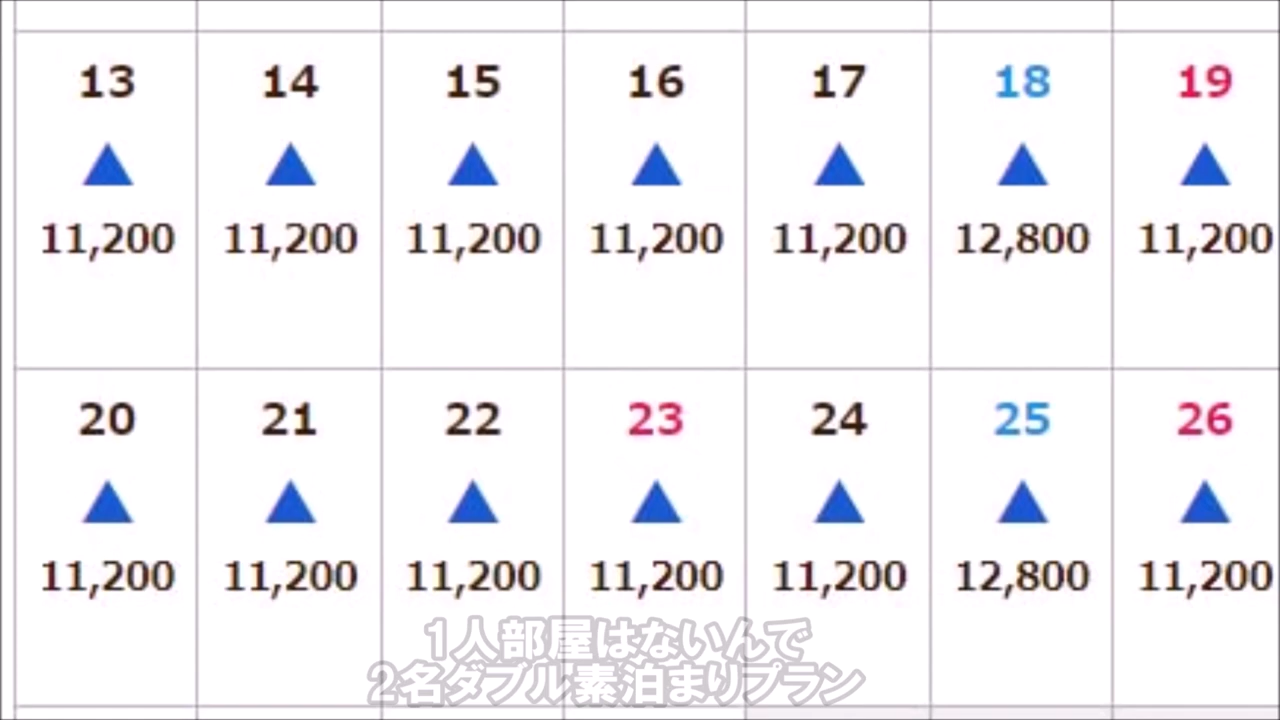 13 14 15 16 17 18 19
▲ ▲ ▲ ▲ ▲ ▲ ▲
11,200 11,200 11,200 11,200 11,200 12,800 11,200
20 21 22 23 24 25 26
▲ ▲ ▲ ▲ ▲ ▲ ▲
11,200 11,200 11,200 11,200 11,200 12,800 11,200
1人部屋はないんで
2名ダブル素泊まりプラン